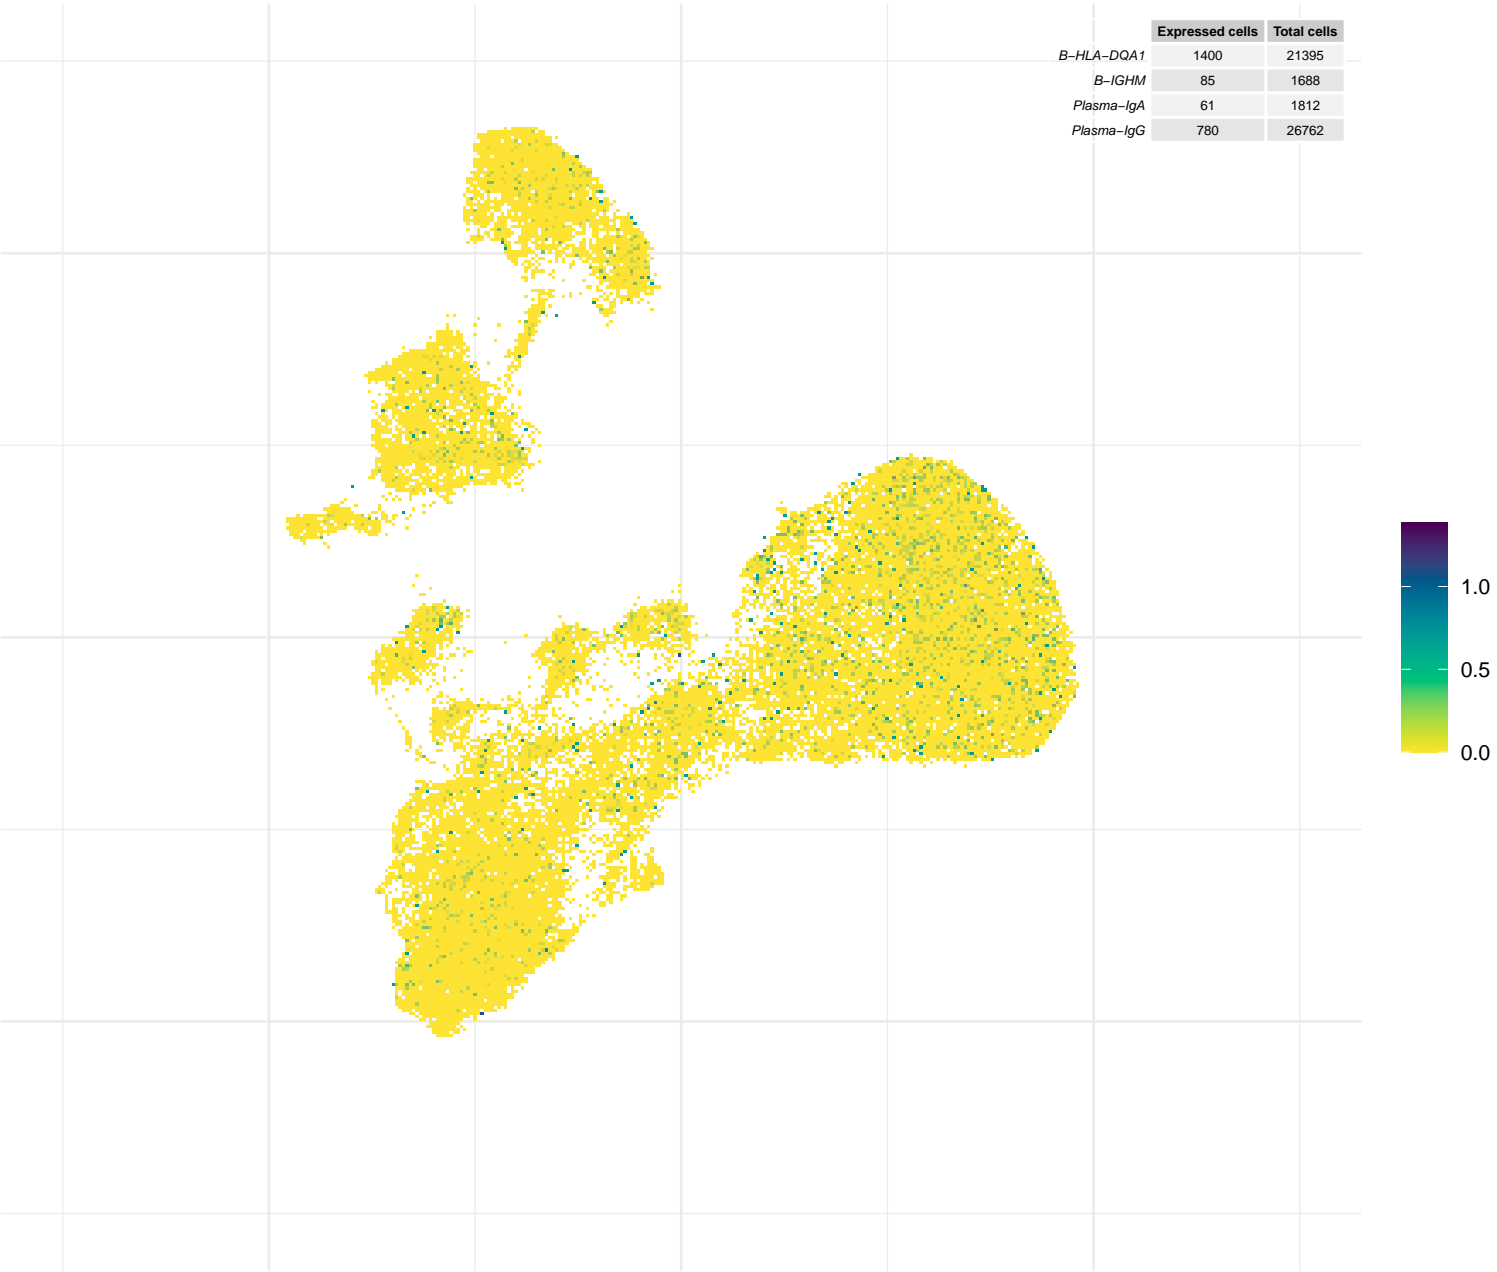 Expressed cells Total cells
B−HLA−DQA1 1400 21395
B−IGHM 85 1688
Plasma−IgA 61 1812
Plasma−IgG 780 26762
1.0
0.5
0.0